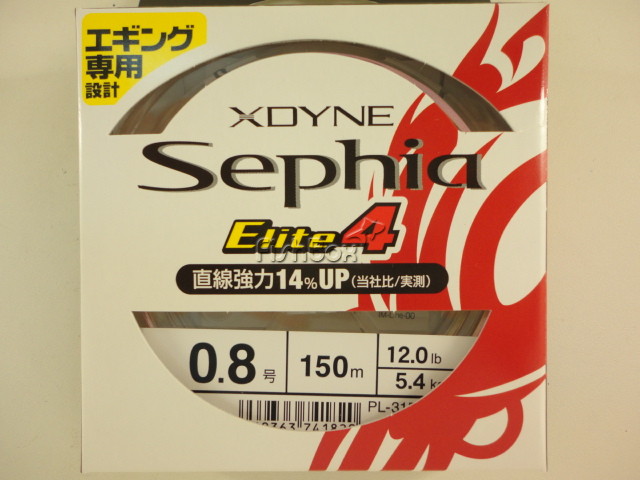 エギング
専用
設計
XDYNE
Sephia
Elite4
直線強力14%UP(当社比/実測)
0.8号
150m
12.0lb
5.4